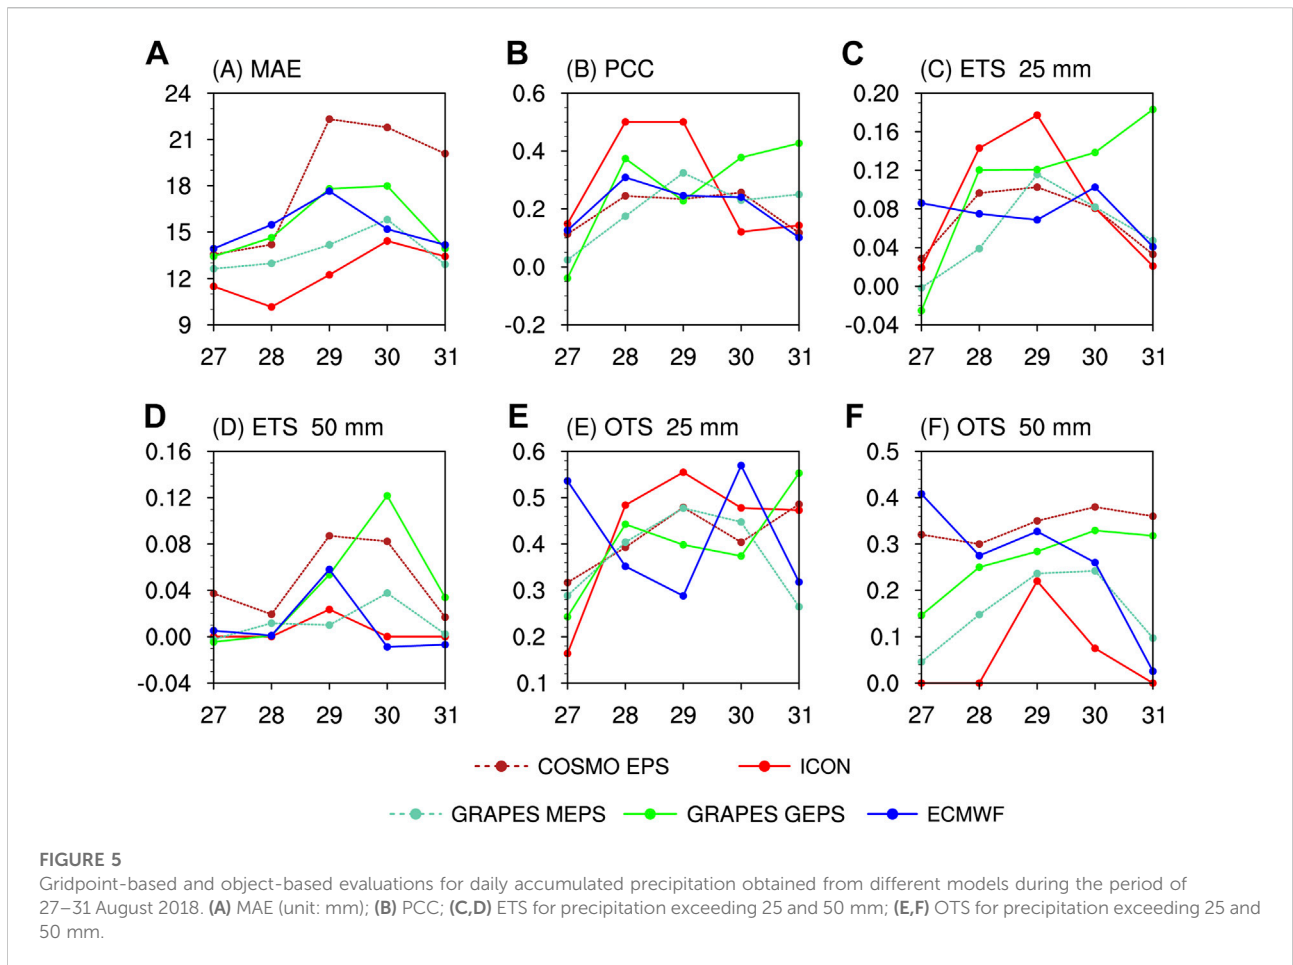 A
(A) MAE
24
21
18
15
12
9
27 28 29 30 31
B
(B) PCC
0.6
0.4
0.2
0.0
-0.2
27 28 29 30 31
C
(C) ETS 25 mm
0.20
0.16
0.12
0.08
0.04
0.00
-0.04
27 28 29 30 31
D
(D) ETS 50 mm
0.16
0.12
0.08
0.04
0.00
-0.04
27 28 29 30 31
E
(E) OTS 25 mm
0.6
0.5
0.4
0.3
0.2
0.1
27 28 29 30 31
F
(F) OTS 50 mm
0.5
0.4
0.3
0.2
0.1
0.0
27 28 29 30 31
COSMO EPS ICON
GRAPES MEPS GRAPES GEPS ECMWF
FIGURE 5
Gridpoint-based and object-based evaluations for daily accumulated precipitation obtained from different models during the period of
27–31 August 2018. (A) MAE (unit: mm); (B) PCC; (C,D) ETS for precipitation exceeding 25 and 50 mm; (E,F) OTS for precipitation exceeding 25 and
50 mm.